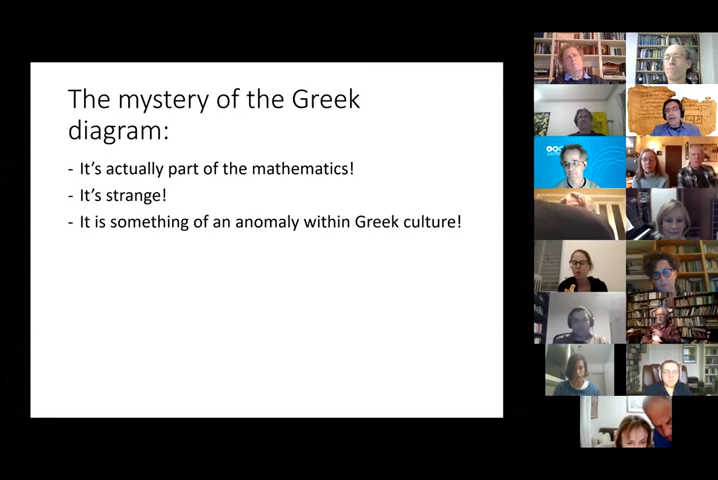 The mystery of the Greek
diagram:
- It's actually part of the mathematics!
- It's strange!
- It is something of an anomaly within Greek culture!